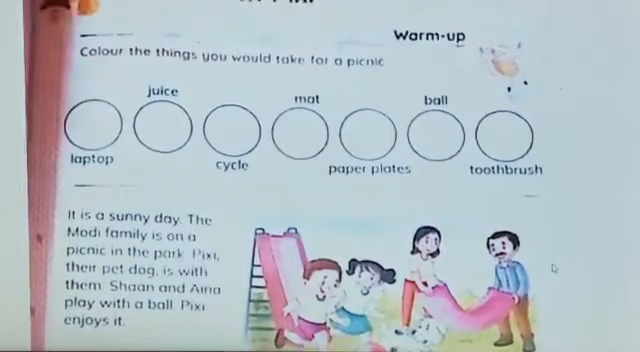 Warm-up
Colour the things you would take for a picnic
juice mat ball
laptop cycle paper plates toothbrush
It is a sunny day. The
Modi family is on a
picnic in the park. Pixi,
their pet dog, is with
them. Shaan and Aina
play with a ball. Pixi
enjoys it.